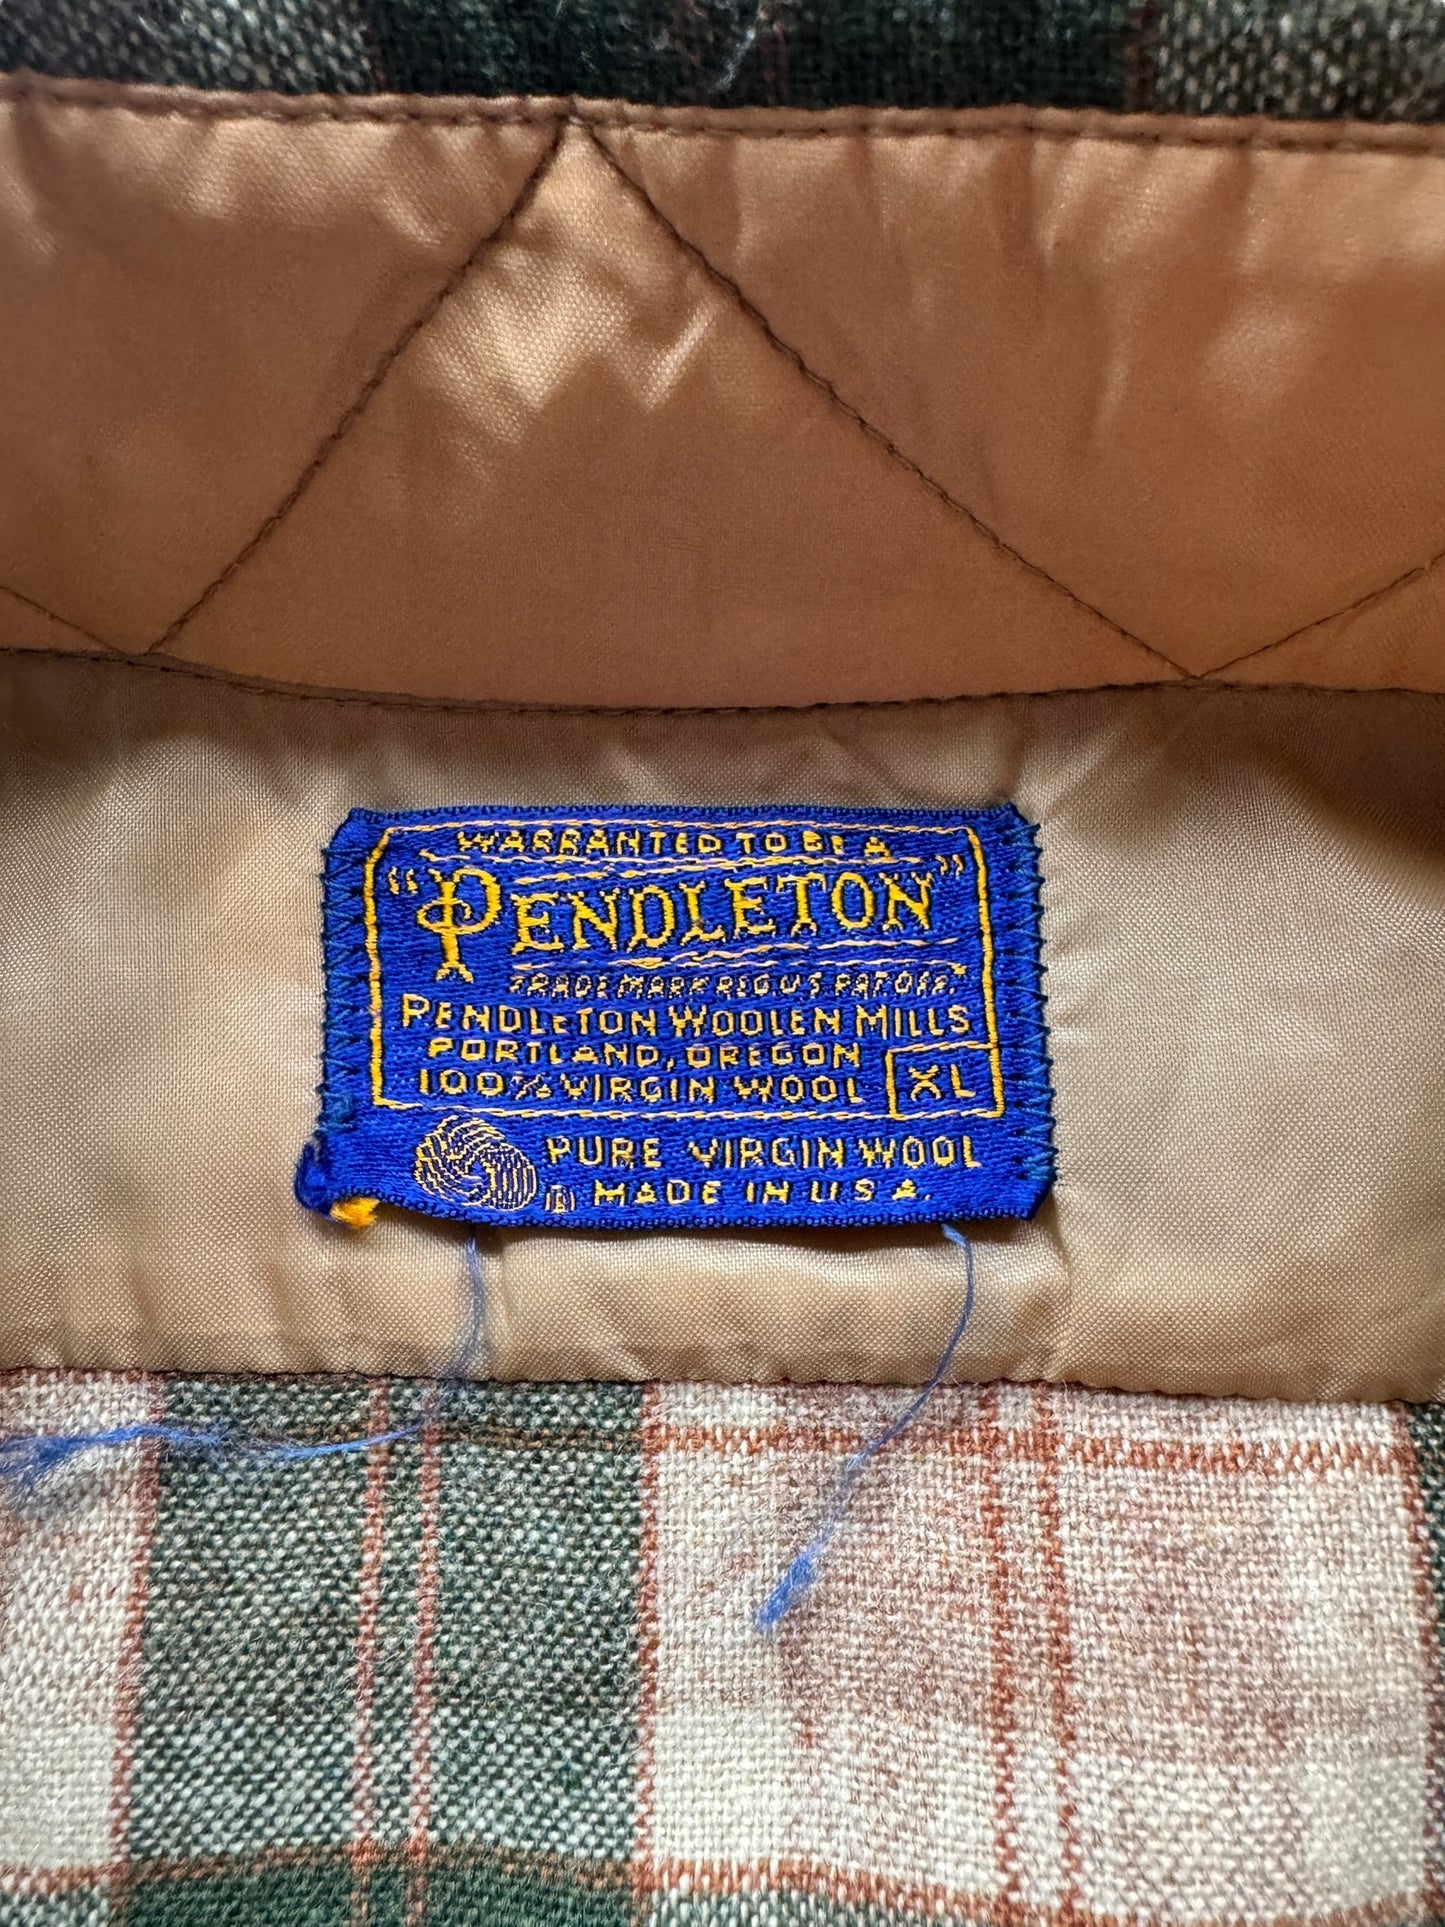 WARRANTED TO BE A
"PENDLETON"
TRADE MARK REG. U.S. PAT. OFF.
PENDLETON WOOLEN MILLS
PORTLAND, OREGON
100% VIRGIN WOOL
XL
PURE VIRGIN WOOL
® MADE IN U.S.A.